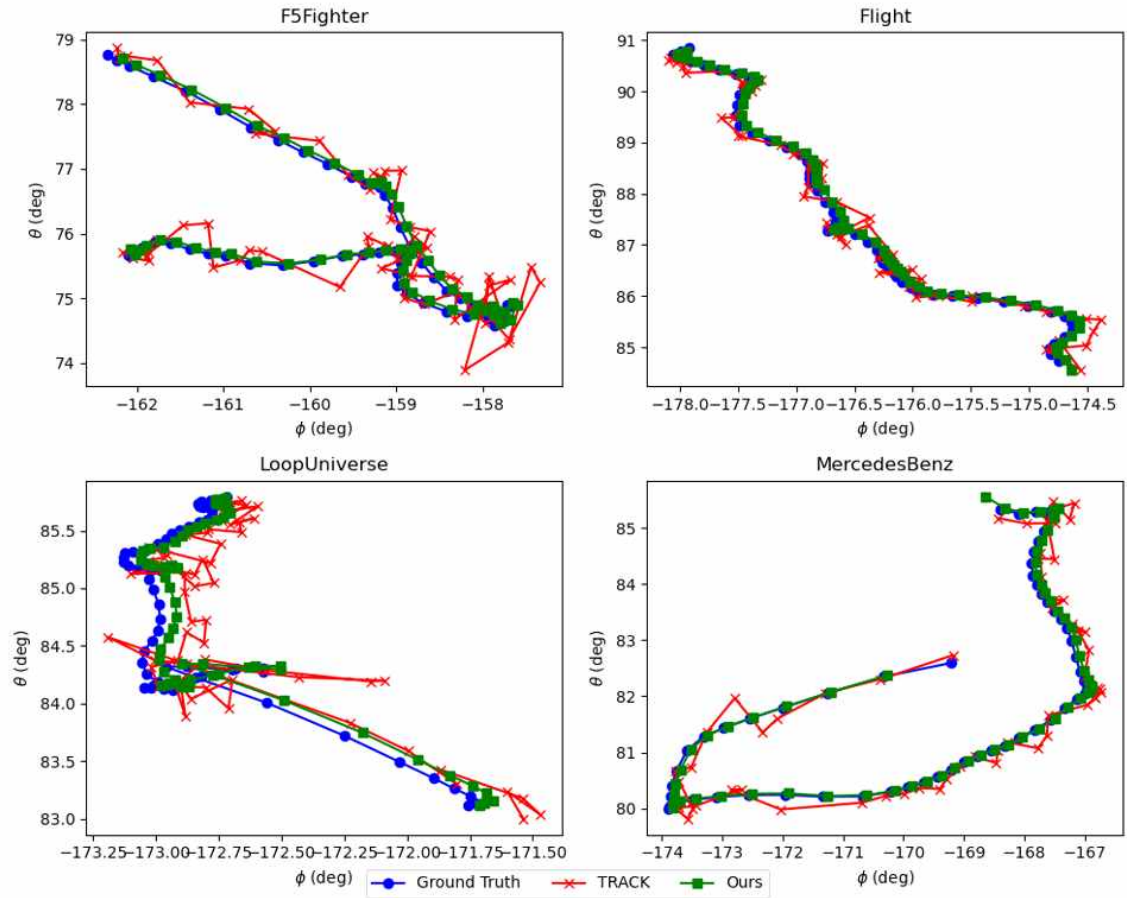 F5Fighter
79
78
77
76
75
74
θ (deg)
−162 −161 −160 −159 −158
ϕ (deg)
Flight
91
90
89
88
87
86
85
θ (deg)
−178.0−177.5−177.0−176.5−176.0−175.5−175.0−174.5
ϕ (deg)
LoopUniverse
85.5
85.0
84.5
84.0
83.5
83.0
θ (deg)
−173.25−173.00−172.75−172.50−172.25−172.00−171.75−171.50
ϕ (deg)
MercedesBenz
85
84
83
82
81
80
θ (deg)
−174 −173 −172 −171 −170 −169 −168 −167
ϕ (deg)
Ground Truth TRACK Ours